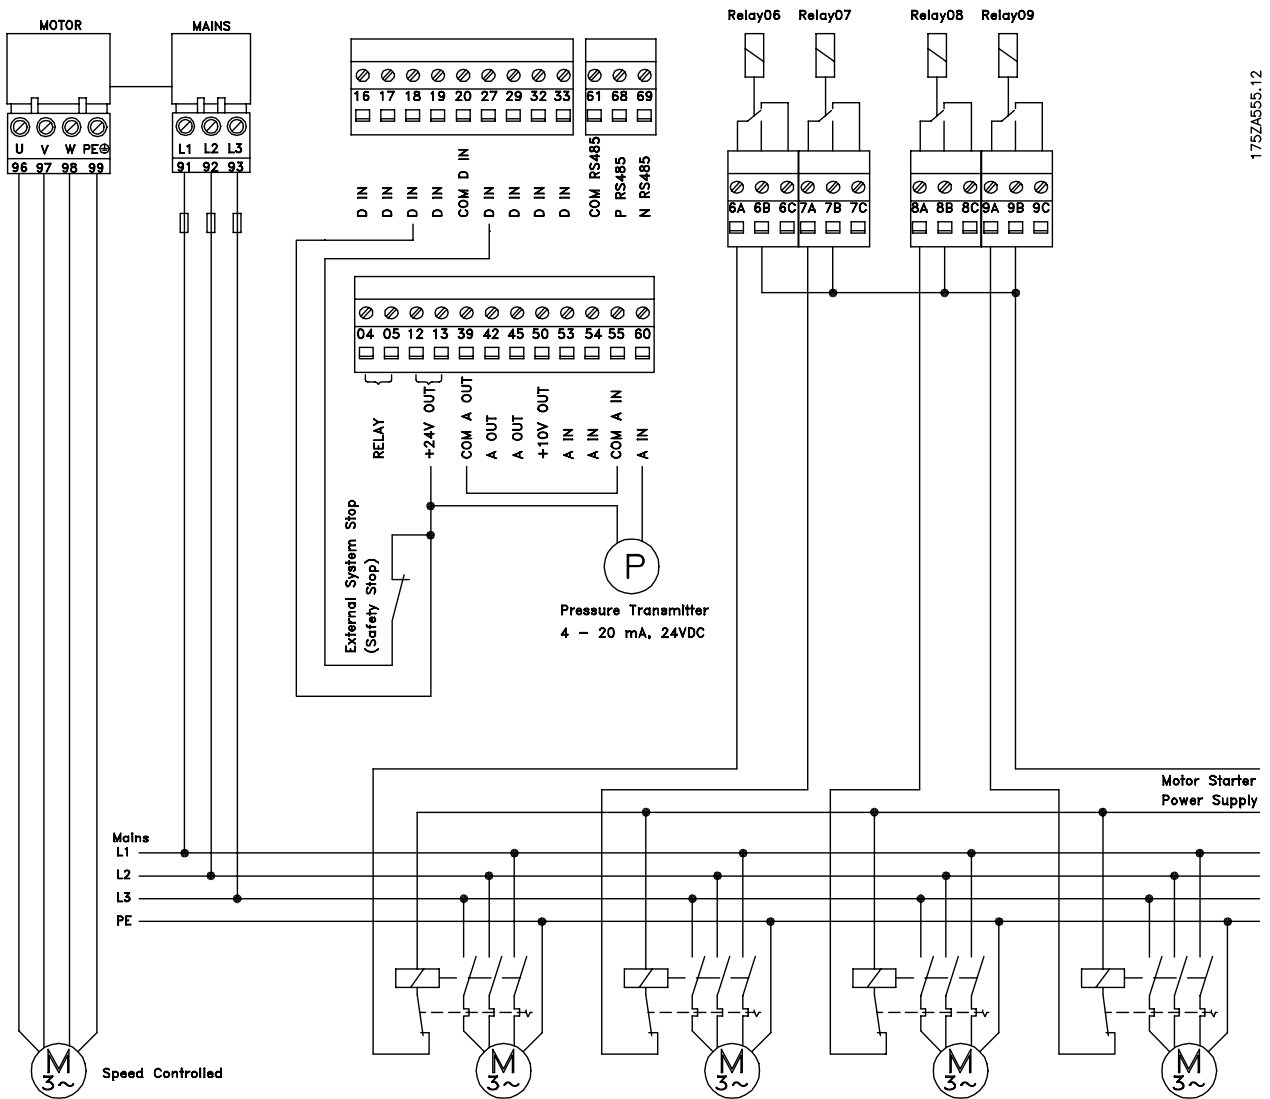 Relay06 Relay07 Relay08 Relay09
MOTOR MAINS
175ZA555.12
16 17 18 19 20 27 29 32 33 61 68 69
U V W PE L1 L2 L3
96 97 98 99 91 92 93
D IN
D IN
D IN
D IN
COM D IN
D IN
D IN
D IN
D IN
COM RS485
P RS485
N RS485
6A 6B 6C 7A 7B 7C 8A 8B 8C 9A 9B 9C
04 05 12 13 39 42 45 50 53 54 55 60
RELAY
+24V OUT
COM A OUT
A OUT
A OUT
+10V OUT
A IN
A IN
COM A IN
A IN
External System Stop
(Safety Stop)
P
Pressure Transmitter
4 - 20 mA, 24VDC
Motor Starter
Power Supply
Mains
L1
L2
L3
PE
M
3~
Speed Controlled
M
3~
M
3~
M
3~
M
3~